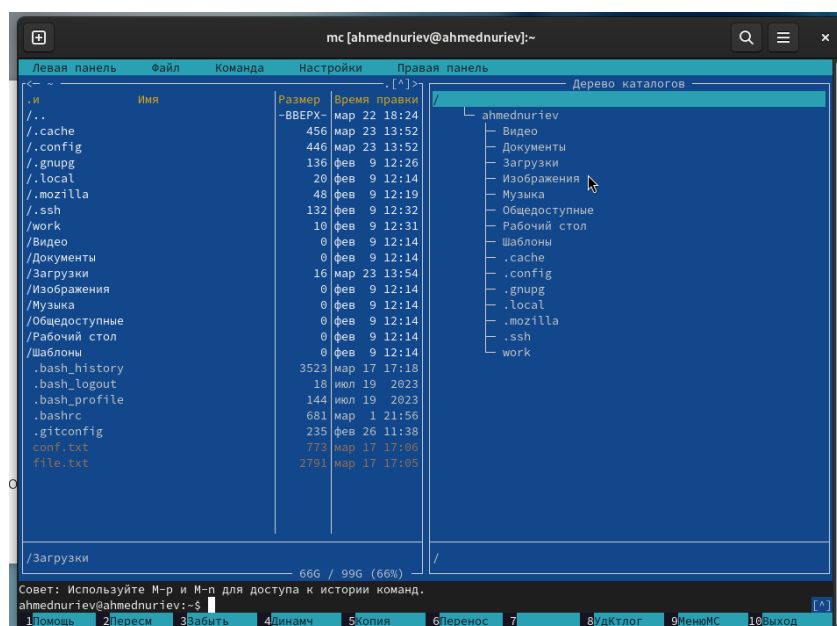 mc [ahmednuriev@ahmednuriev]:~
Левая панель Файл Команда Настройки Правая панель
<— ~ .[^]>
.и Имя Размер Время правки
/.. -ВВЕРХ- мар 22 18:24
/.cache 456 мар 23 13:52
/.config 446 мар 23 13:52
/.gnupg 136 фев 9 12:26
/.local 20 фев 9 12:14
/.mozilla 48 фев 9 12:19
/.ssh 132 фев 9 12:32
/work 10 фев 9 12:31
/Видео 0 фев 9 12:14
/Документы 0 фев 9 12:14
/Загрузки 16 мар 23 13:54
/Изображения 0 фев 9 12:14
/Музыка 0 фев 9 12:14
/Общедоступные 0 фев 9 12:14
/Рабочий стол 0 фев 9 12:14
/Шаблоны 0 фев 9 12:14
.bash_history 3523 мар 17 17:18
.bash_logout 18 июл 19 2023
.bash_profile 144 июл 19 2023
.bashrc 681 мар 1 21:56
.gitconfig 235 фев 26 11:38
conf.txt 773 мар 17 17:06
file.txt 2791 мар 17 17:05
/Загрузки
66G / 99G (66%)
Дерево каталогов
/
ahmednuriev
Видео
Документы
Загрузки
Изображения
Музыка
Общедоступные
Рабочий стол
Шаблоны
.cache
.config
.gnupg
.local
.mozilla
.ssh
work
/
Совет: Используйте M-p и M-n для доступа к истории команд.
ahmednuriev@ahmednuriev:~$ [^]
1Помощь 2Пересм 3Забыть 4Динамч 5Копия 6Перенос 7 8УдКтлог 9МенюMC 10Выход